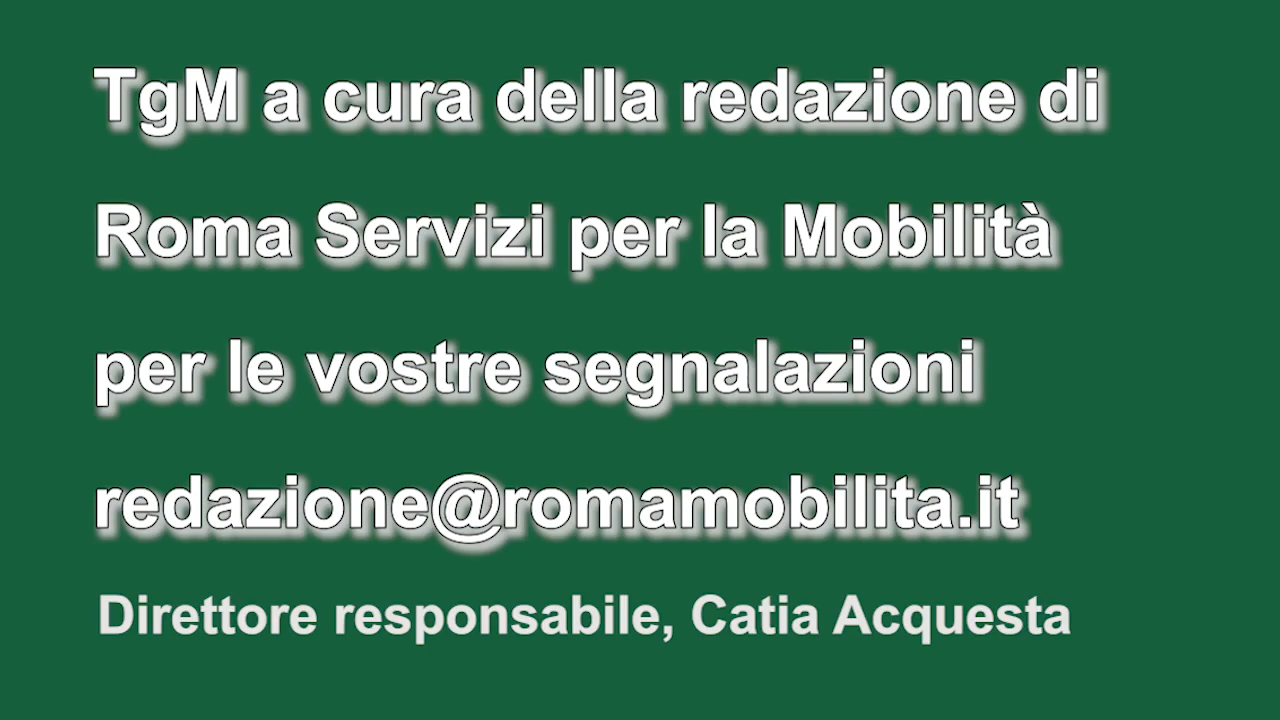 TgM a cura della redazione di
Roma Servizi per la Mobilità
per le vostre segnalazioni
redazione@romamobilita.it
Direttore responsabile, Catia Acquesta